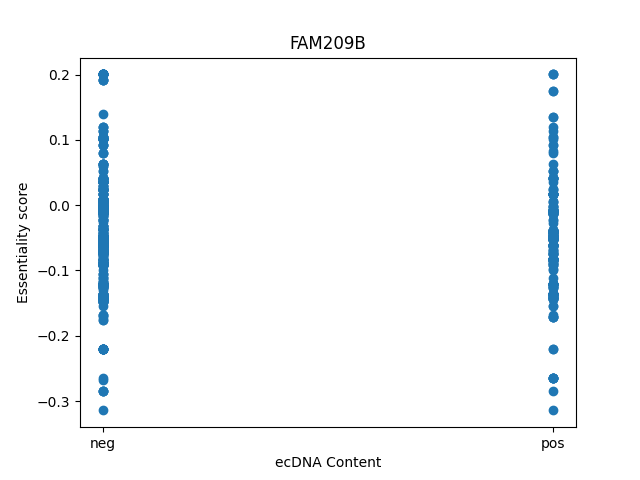 FAM209B
Essentiality score
0.2
0.1
0.0
−0.1
−0.2
−0.3
neg
pos
ecDNA Content